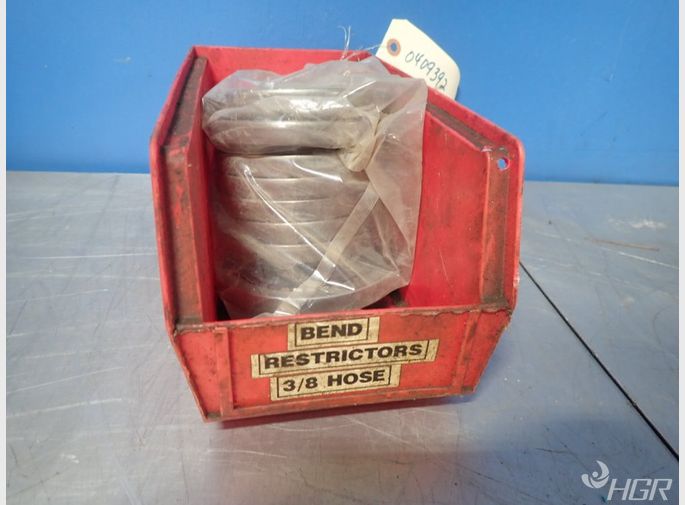 0409392
BEND
RESTRICTORS
3/8 HOSE
HGR